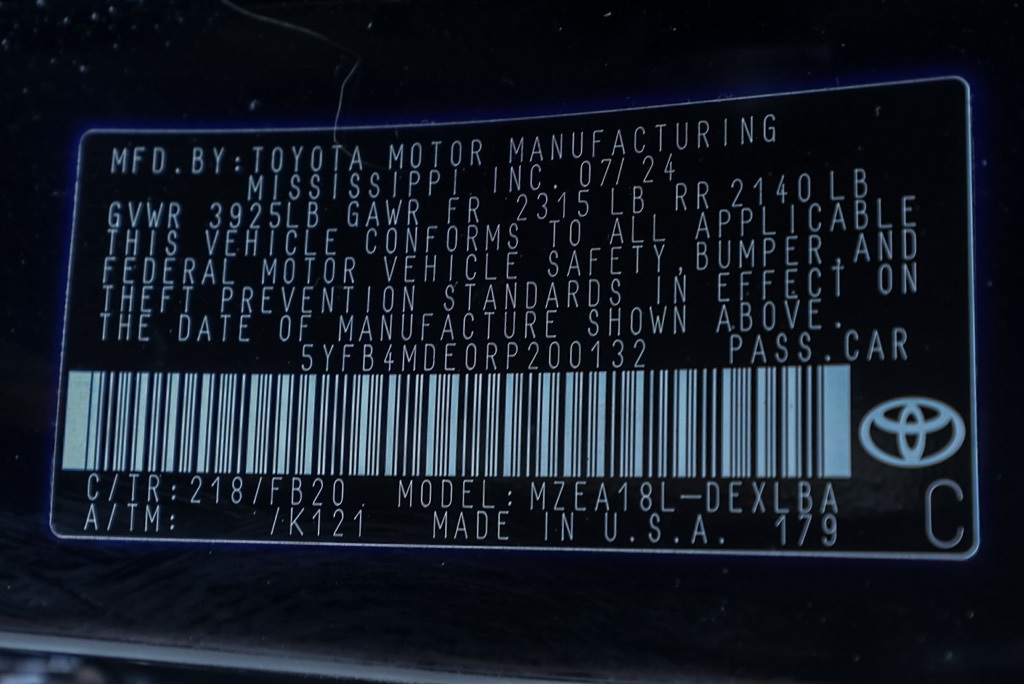 MFD.BY:TOYOTA MOTOR MANUFACTURING
MISSISSIPPI INC. 07/24
GVWR 3925LB GAWR FR 2315 LB RR 2140 LB
THIS VEHICLE CONFORMS TO ALL APPLICABLE
FEDERAL MOTOR VEHICLE SAFETY,BUMPER,AND
THEFT PREVENTION STANDARDS IN EFFECT ON
THE DATE OF MANUFACTURE SHOWN ABOVE.
5YFB4MDE0RP200132 PASS.CAR
C/TR:218/FB20 MODEL:MZEA18L-DEXLBA
A/TM: /K121 MADE IN U.S.A. 179
C